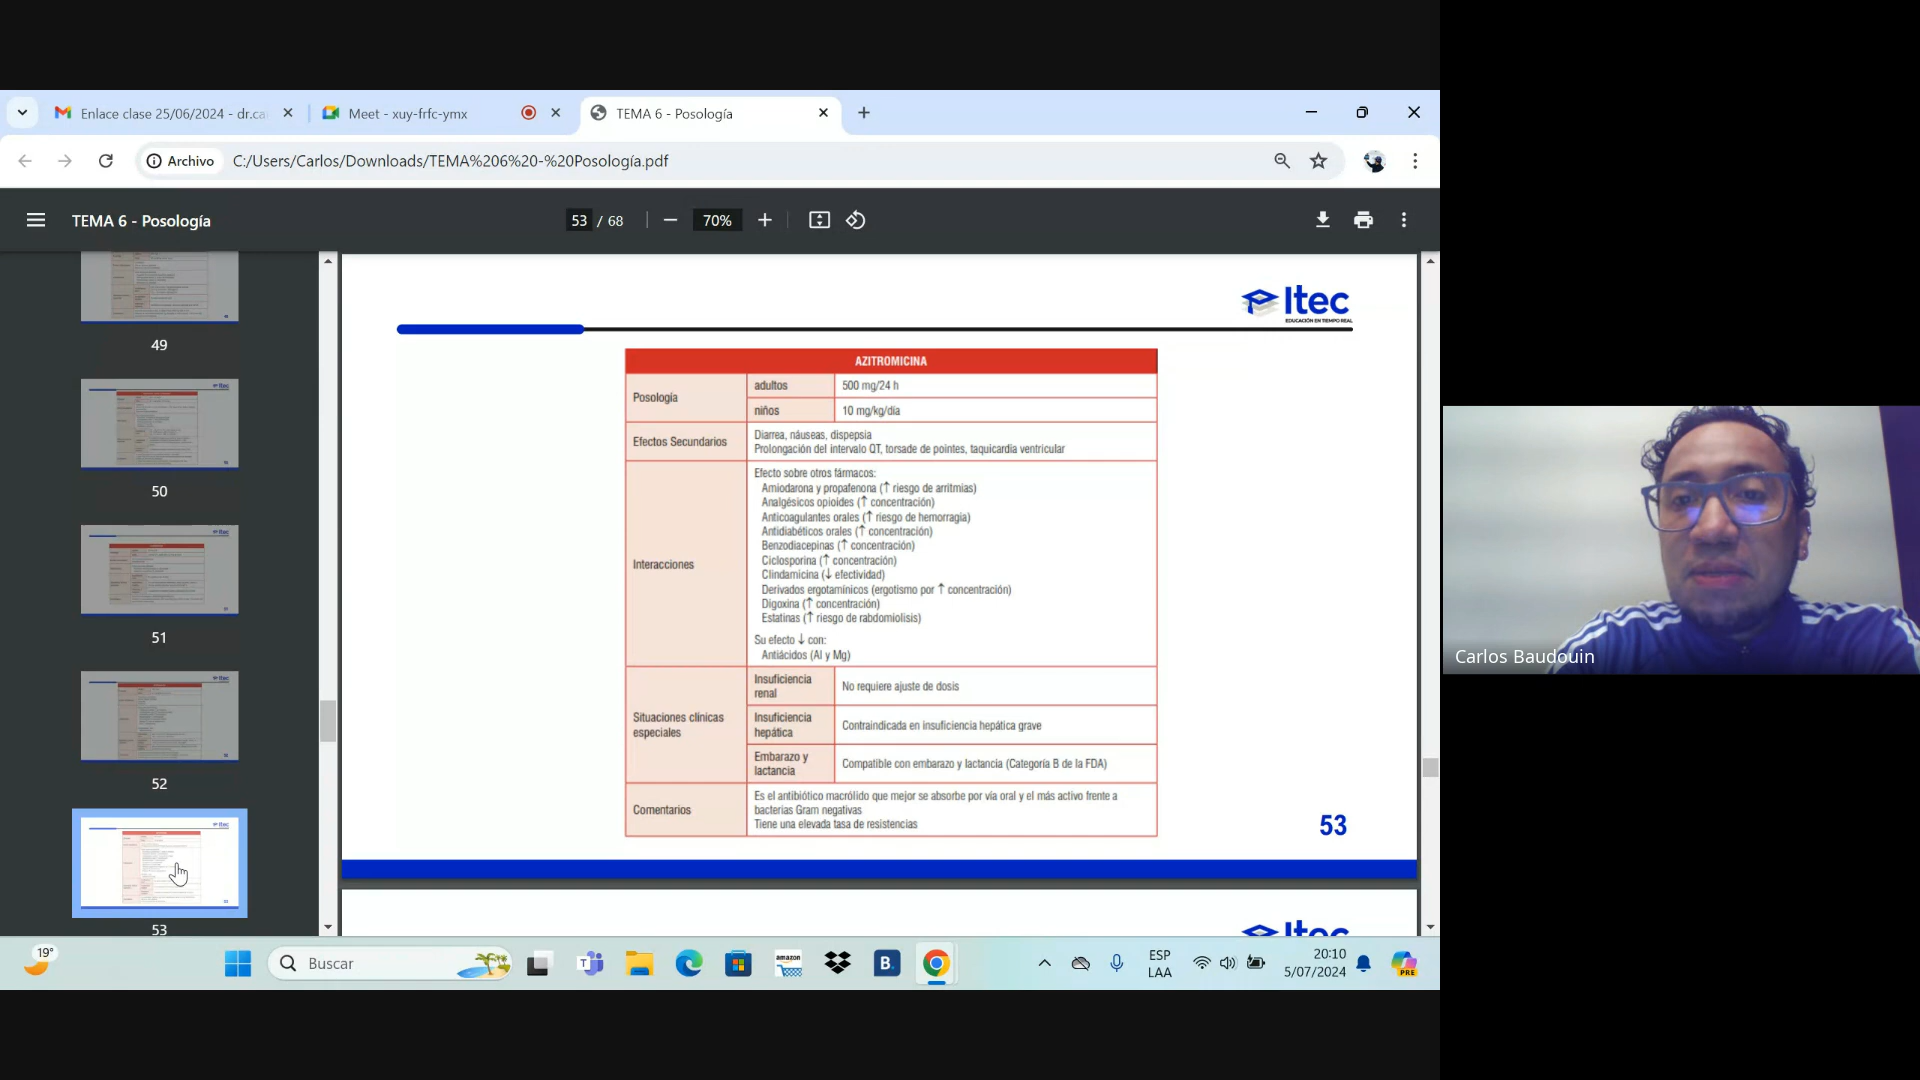 Enlace clase 25/06/2024 - dr.ca
Meet - xuy-frfc-ymx
TEMA 6 - Posología
Archivo
C:/Users/Carlos/Downloads/TEMA%206%20-%20Posología.pdf
TEMA 6 - Posología
53 / 68
70%
49
50
51
52
53
Itec
EDUCACIÓN EN TIEMPO REAL
AZITROMICINA
Posología
adultos
500 mg/24 h
niños
10 mg/kg/día
Efectos Secundarios
Diarrea, náuseas, dispepsia
Prolongación del intervalo QT, torsade de pointes, taquicardia ventricular
Interacciones
Efecto sobre otros fármacos:
Amiodarona y propafenona (↑ riesgo de arritmias)
Analgésicos opioides (↑ concentración)
Anticoagulantes orales (↑ riesgo de hemorragia)
Antidiabéticos orales (↑ concentración)
Benzodiacepinas (↑ concentración)
Ciclosporina (↑ concentración)
Clindamicina (↓ efectividad)
Derivados ergotamínicos (ergotismo por ↑ concentración)
Digoxina (↑ concentración)
Estatinas (↑ riesgo de rabdomiolisis)
Su efecto ↓ con:
Antiácidos (Al y Mg)
Situaciones clínicas
especiales
Insuficiencia
renal
No requiere ajuste de dosis
Insuficiencia
hepática
Contraindicada en insuficiencia hepática grave
Embarazo y
lactancia
Compatible con embarazo y lactancia (Categoría B de la FDA)
Comentarios
Es el antibiótico macrólido que mejor se absorbe por vía oral y el más activo frente a
bacterias Gram negativas
Tiene una elevada tasa de resistencias
53
Itec
Carlos Baudouin
19°
Buscar
amazon
B.
ESP
LAA
20:10
5/07/2024
PRE